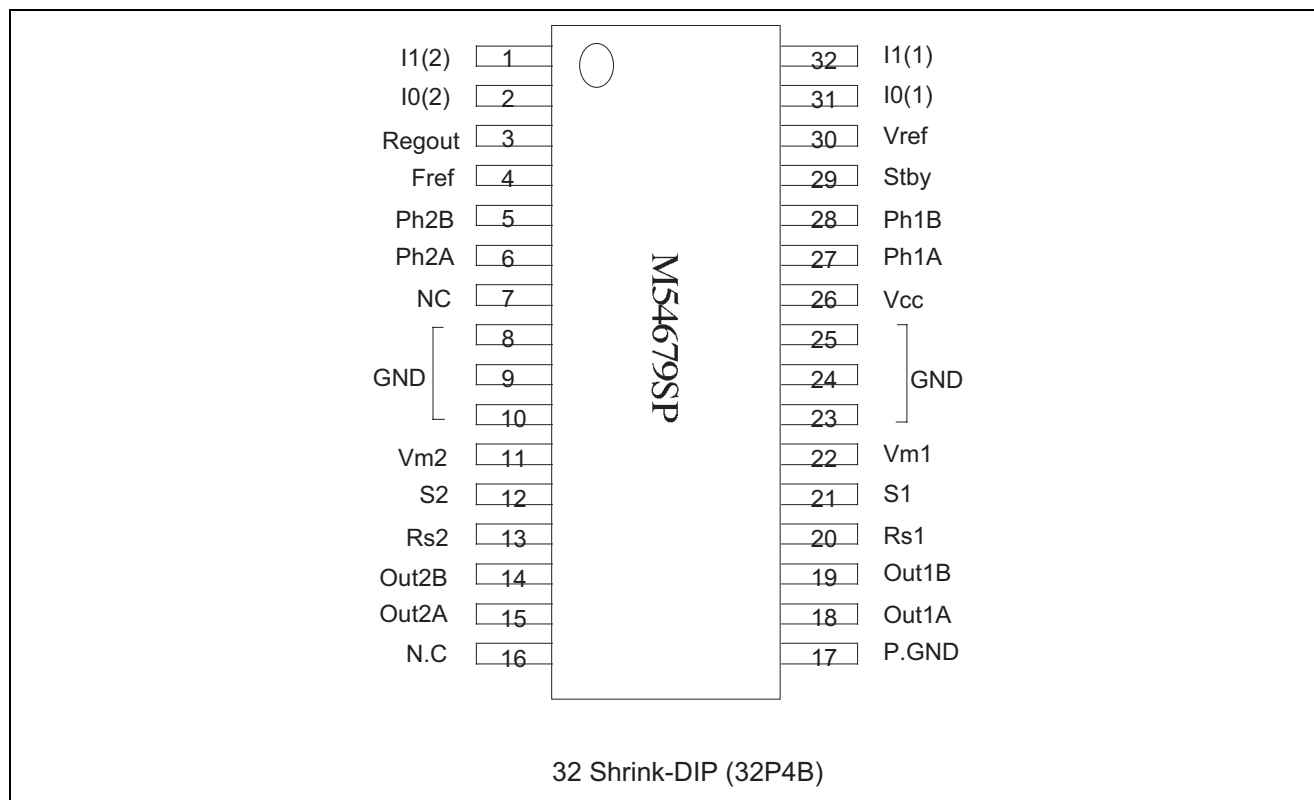 I1(2) 1 32 I1(1)
I0(2) 2 31 I0(1)
Regout 3 30 Vref
Fref 4 29 Stby
Ph2B 5 28 Ph1B
Ph2A 6 27 Ph1A
NC 7 26 Vcc
8 25
GND 9 24 GND
10 23
Vm2 11 22 Vm1
S2 12 21 S1
Rs2 13 20 Rs1
Out2B 14 19 Out1B
Out2A 15 18 Out1A
N.C 16 17 P.GND
M54679SP
32 Shrink-DIP (32P4B)